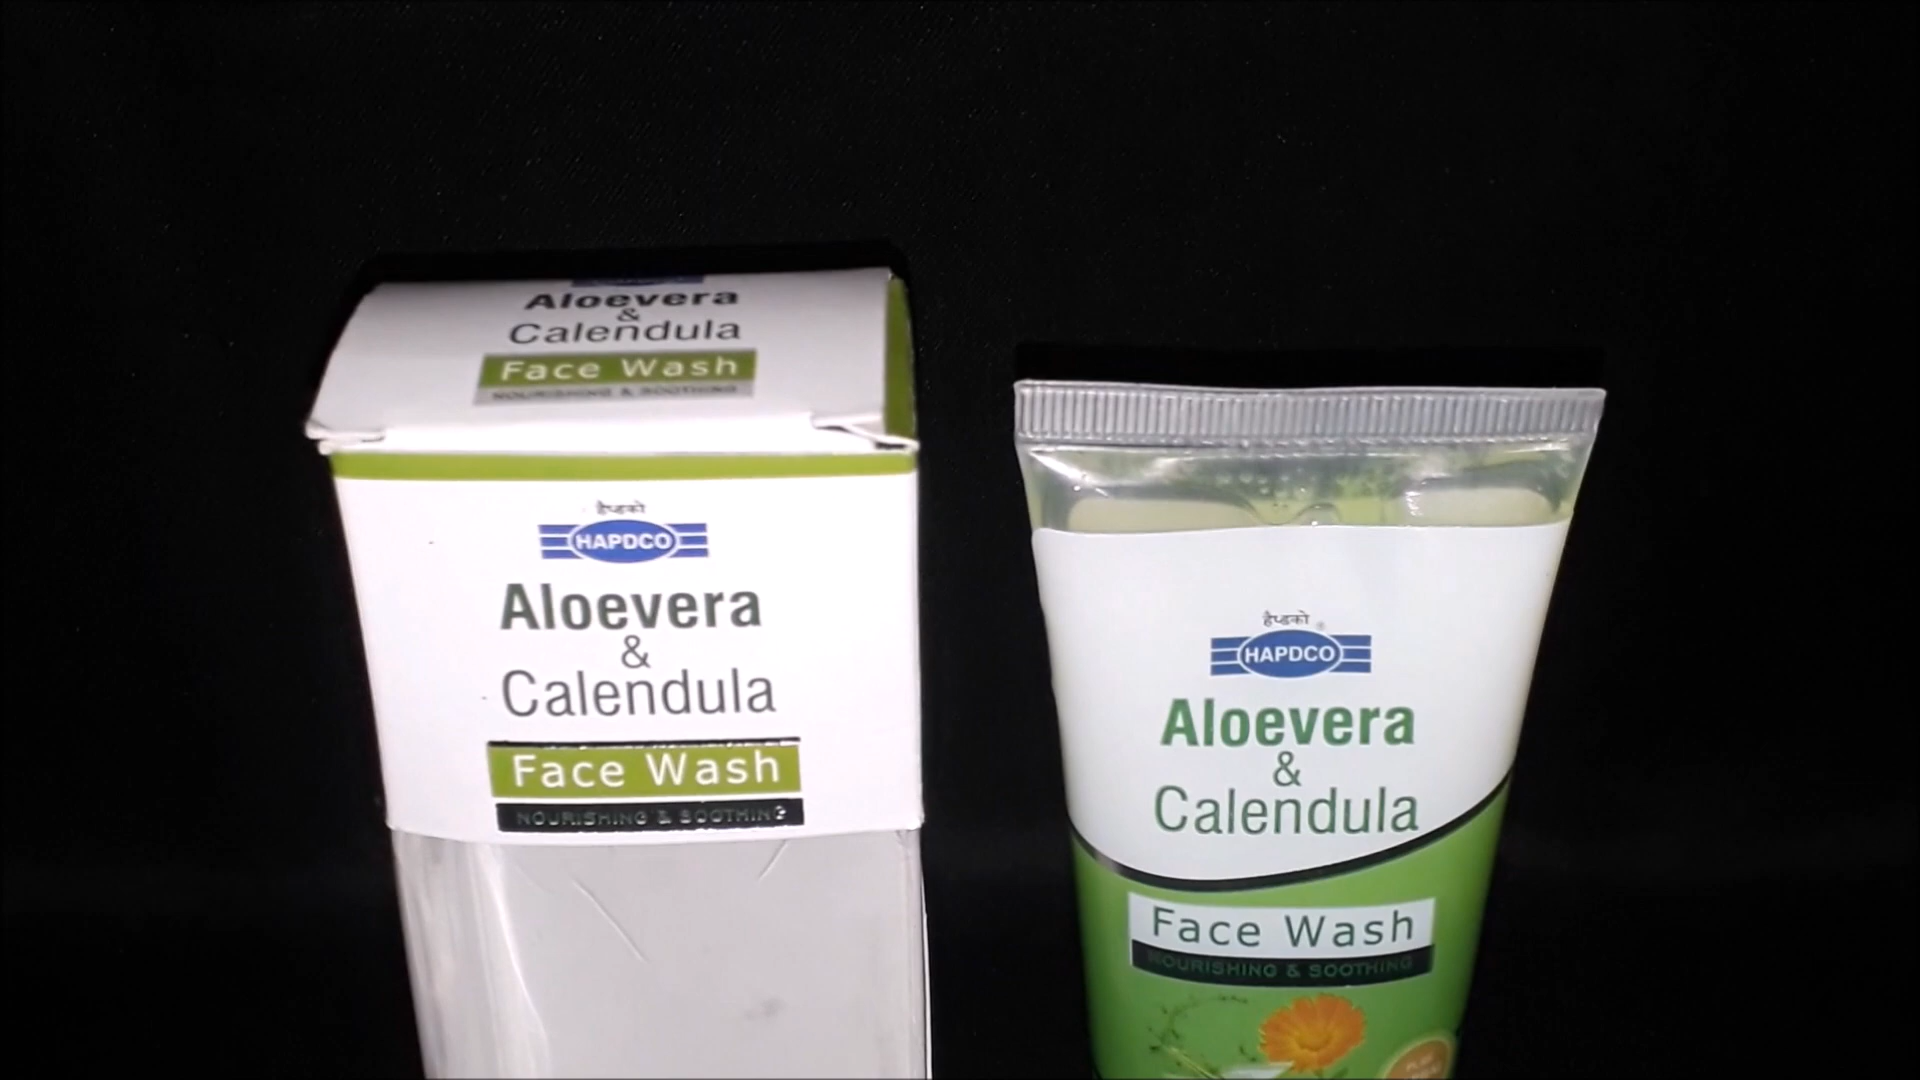 Aloevera
&
Calendula
Face Wash
NOURISHING & SOOTHING
हैप्डको
HAPDCO
Aloevera
&
Calendula
Face Wash
NOURISHING & SOOTHING
हैप्डको ®
HAPDCO
Aloevera
&
Calendula
Face Wash
NOURISHING & SOOTHING